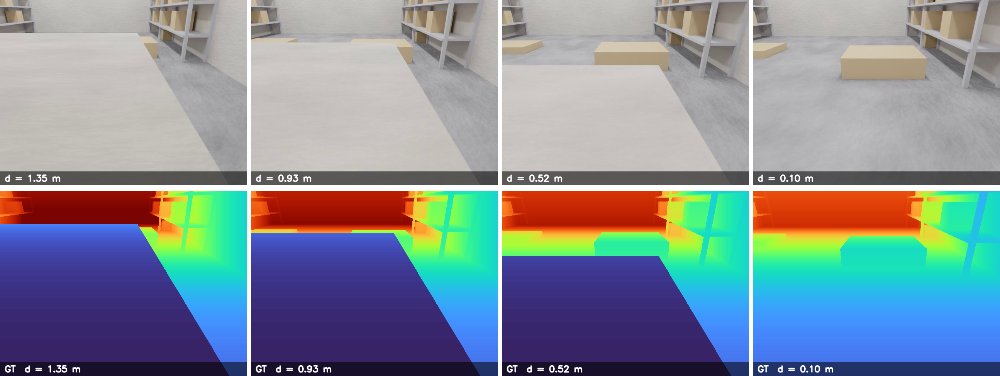 d = 1.35 m
d = 0.93 m
d = 0.52 m
d = 0.10 m
GT d = 1.35 m
GT d = 0.93 m
GT d = 0.52 m
GT d = 0.10 m